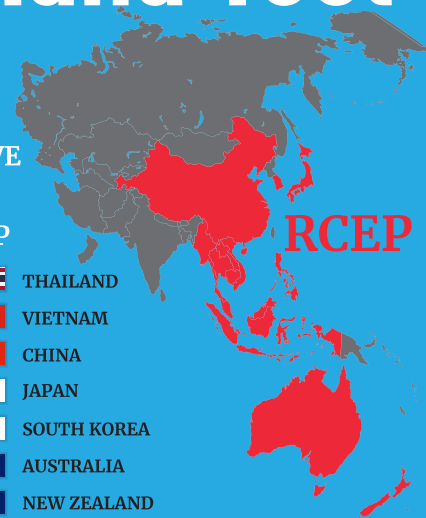 RCEP
THAILAND
VIETNAM
CHINA
JAPAN
SOUTH KOREA
AUSTRALIA
NEW ZEALAND